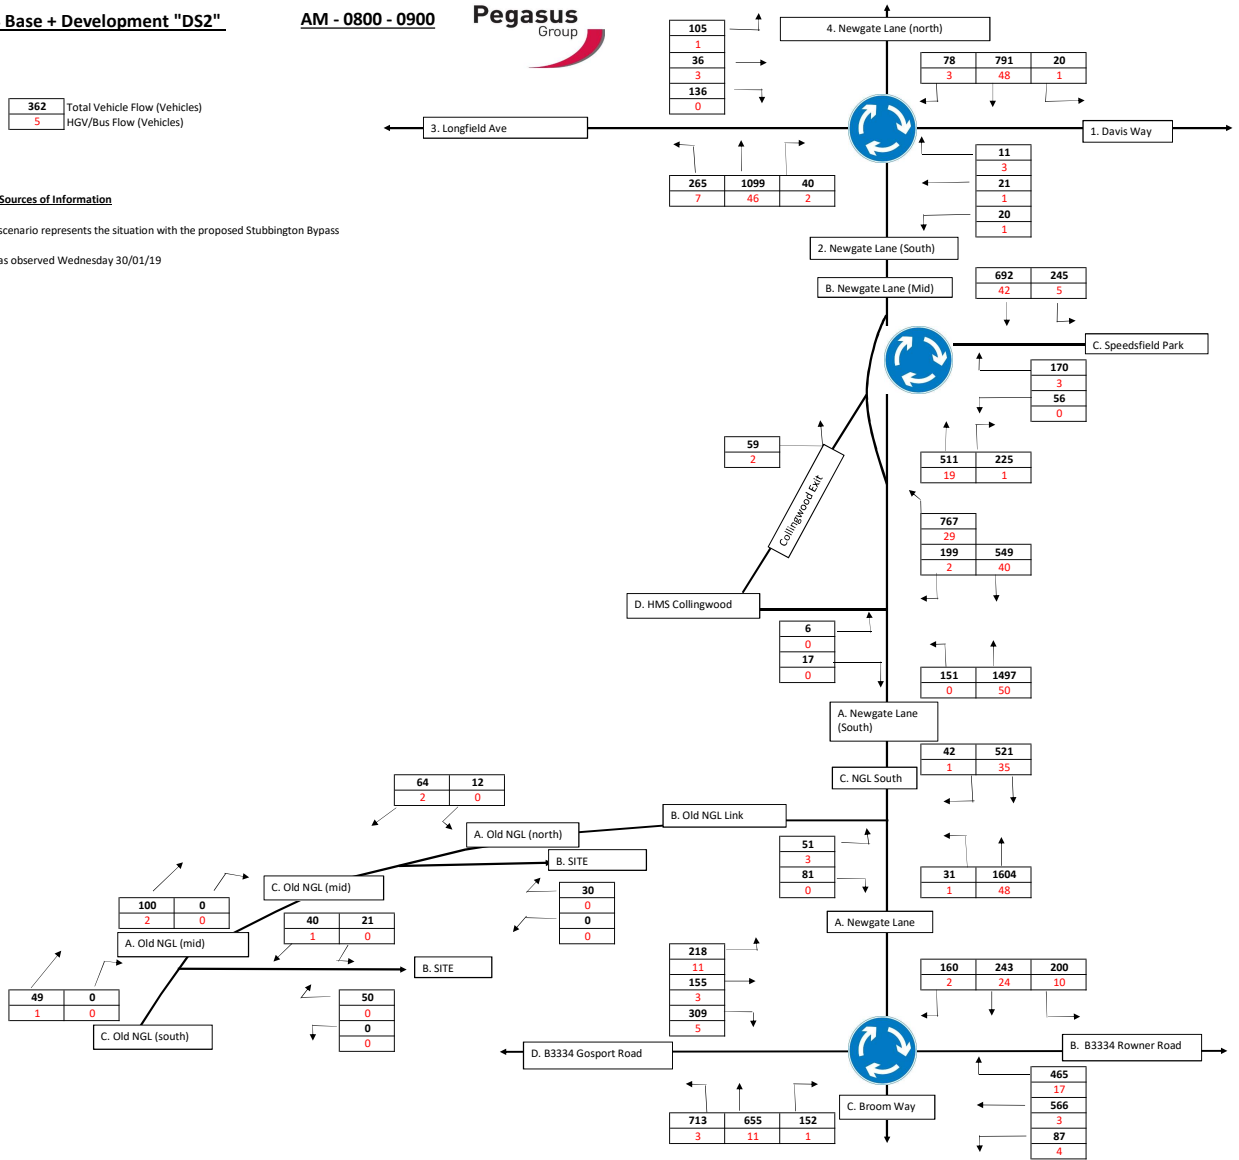 Base + Development "DS2"
AM - 0800 - 0900
Pegasus
Group
362 Total Vehicle Flow (Vehicles)
5 HGV/Bus Flow (Vehicles)
Sources of Information
scenario represents the situation with the proposed Stubbington Bypass
as observed Wednesday 30/01/19
105
1
36
3
136
0
4. Newgate Lane (north)
78 791 20
3 48 1
3. Longfield Ave
1. Davis Way
265 1099 40
7 46 2
11
3
21
1
20
1
2. Newgate Lane (South)
B. Newgate Lane (Mid)
692 245
42 5
C. Speedsfield Park
170
3
56
0
59
2
Collingwood Exit
511 225
19 1
767
29
199 549
2 40
D. HMS Collingwood
6
0
17
0
151 1497
0 50
A. Newgate Lane
(South)
42 521
1 35
C. NGL South
64 12
2 0
B. Old NGL Link
A. Old NGL (north)
51
3
81
0
31 1604
1 48
B. SITE
C. Old NGL (mid)
30
0
0
0
100 0
2 0
40 21
1 0
A. Newgate Lane
A. Old NGL (mid)
B. SITE
49 0
1 0
50
0
0
0
C. Old NGL (south)
218
11
155
3
309
5
160 243 200
2 24 10
D. B3334 Gosport Road
B. B3334 Rowner Road
465
17
566
3
87
4
C. Broom Way
713 655 152
3 11 1